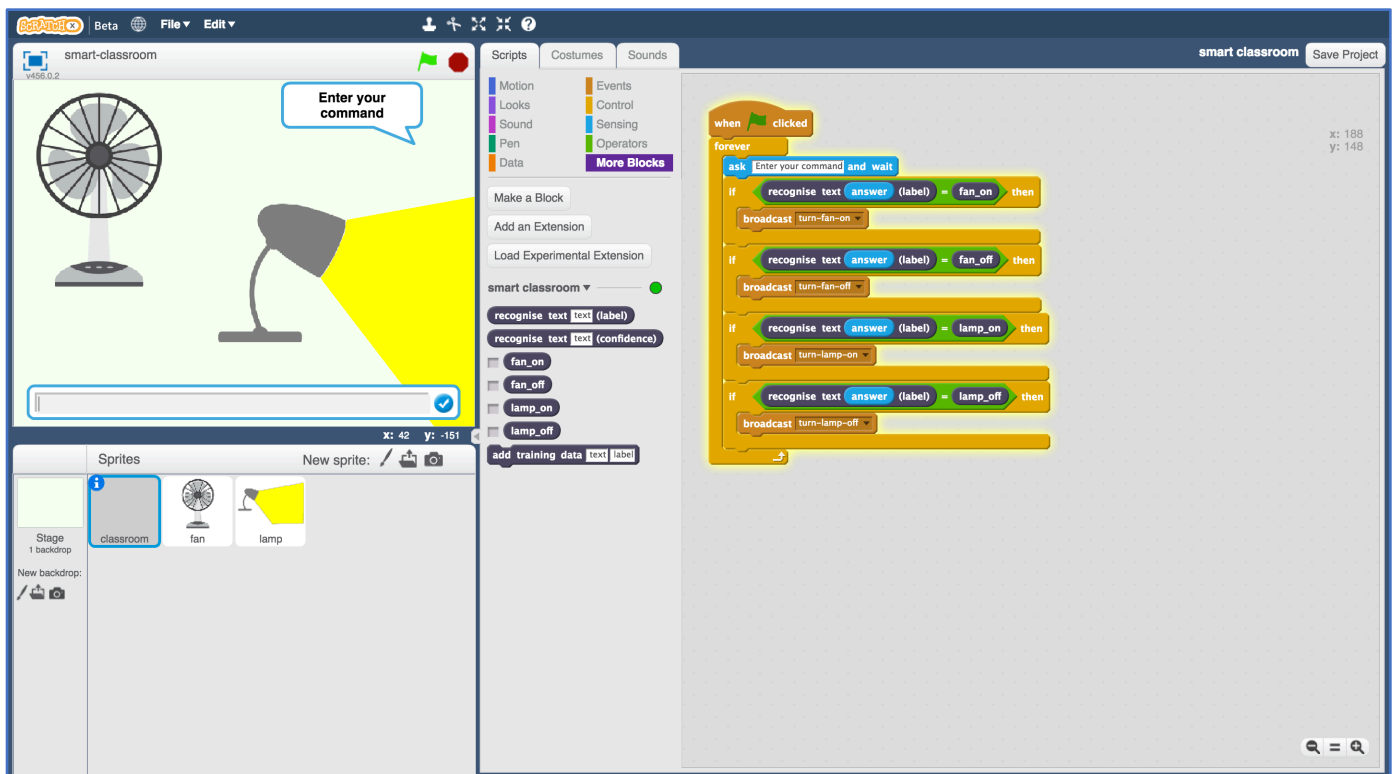 SCRATCHX Beta File ▾ Edit ▾
smart-classroom
v456.0.2
Enter your
command
x: 42 y: -151
Sprites New sprite:
Stage
1 backdrop
New backdrop:
classroom fan lamp
Scripts Costumes Sounds
Motion Events
Looks Control
Sound Sensing
Pen Operators
Data More Blocks
Make a Block
Add an Extension
Load Experimental Extension
smart classroom ▾
recognise text text (label)
recognise text text (confidence)
fan_on
fan_off
lamp_on
lamp_off
add training data text label
smart classroom Save Project
x: 188
y: 148
when clicked
forever
ask Enter your command and wait
if recognise text answer (label) = fan_on then
broadcast turn-fan-on
if recognise text answer (label) = fan_off then
broadcast turn-fan-off
if recognise text answer (label) = lamp_on then
broadcast turn-lamp-on
if recognise text answer (label) = lamp_off then
broadcast turn-lamp-off